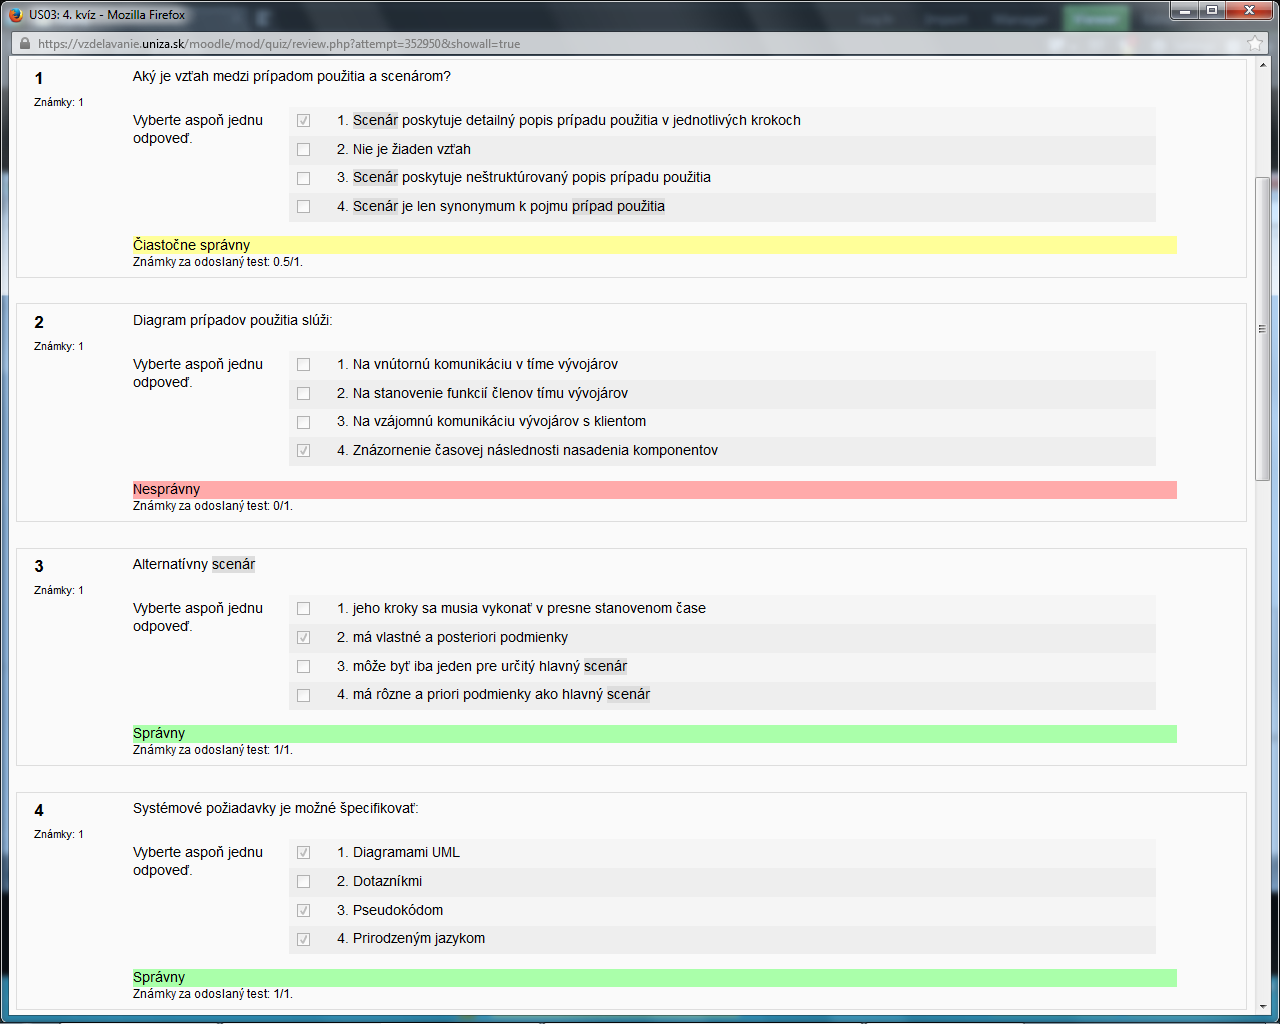 US03: 4. kvíz - Mozilla Firefox
https://vzdelavanie.uniza.sk/moodle/mod/quiz/review.php?attempt=352950&showall=true
1
Známky: 1
Aký je vzťah medzi prípadom použitia a scenárom?
Vyberte aspoň jednu
odpoveď.
1. Scenár poskytuje detailný popis prípadu použitia v jednotlivých krokoch
2. Nie je žiaden vzťah
3. Scenár poskytuje neštruktúrovaný popis prípadu použitia
4. Scenár je len synonymum k pojmu prípad použitia
Čiastočne správny
Známky za odoslaný test: 0.5/1.
2
Známky: 1
Diagram prípadov použitia slúži:
Vyberte aspoň jednu
odpoveď.
1. Na vnútornú komunikáciu v tíme vývojárov
2. Na stanovenie funkcií členov tímu vývojárov
3. Na vzájomnú komunikáciu vývojárov s klientom
4. Znázornenie časovej následnosti nasadenia komponentov
Nesprávny
Známky za odoslaný test: 0/1.
3
Známky: 1
Alternatívny scenár
Vyberte aspoň jednu
odpoveď.
1. jeho kroky sa musia vykonať v presne stanovenom čase
2. má vlastné a posteriori podmienky
3. môže byť iba jeden pre určitý hlavný scenár
4. má rôzne a priori podmienky ako hlavný scenár
Správny
Známky za odoslaný test: 1/1.
4
Známky: 1
Systémové požiadavky je možné špecifikovať:
Vyberte aspoň jednu
odpoveď.
1. Diagramami UML
2. Dotazníkmi
3. Pseudokódom
4. Prirodzeným jazykom
Správny
Známky za odoslaný test: 1/1.